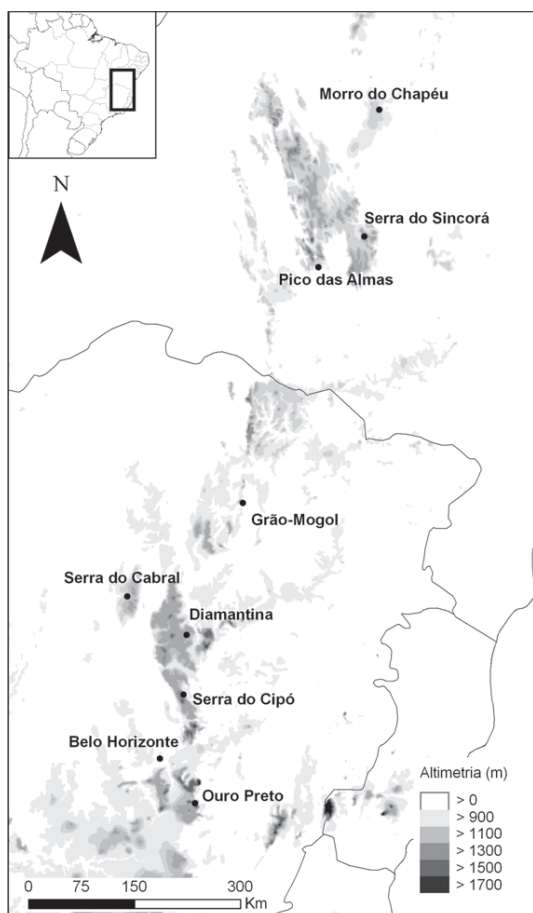 N
Morro do Chapéu
Serra do Sincorá
Pico das Almas
Grão-Mogol
Serra do Cabral
Diamantina
Serra do Cipó
Belo Horizonte
Ouro Preto
Altimetria (m)
> 0
> 900
> 1100
> 1300
> 1500
> 1700
0 75 150 300
Km